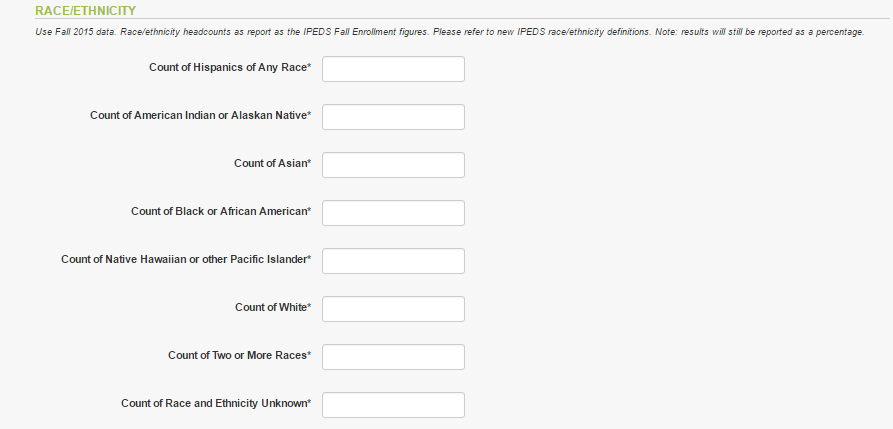 RACE/ETHNICITY
Use Fall 2015 data. Race/ethnicity headcounts as report as the IPEDS Fall Enrollment figures. Please refer to new IPEDS race/ethnicity definitions. Note: results will still be reported as a percentage.
Count of Hispanics of Any Race*
Count of American Indian or Alaskan Native*
Count of Asian*
Count of Black or African American*
Count of Native Hawaiian or other Pacific Islander*
Count of White*
Count of Two or More Races*
Count of Race and Ethnicity Unknown*